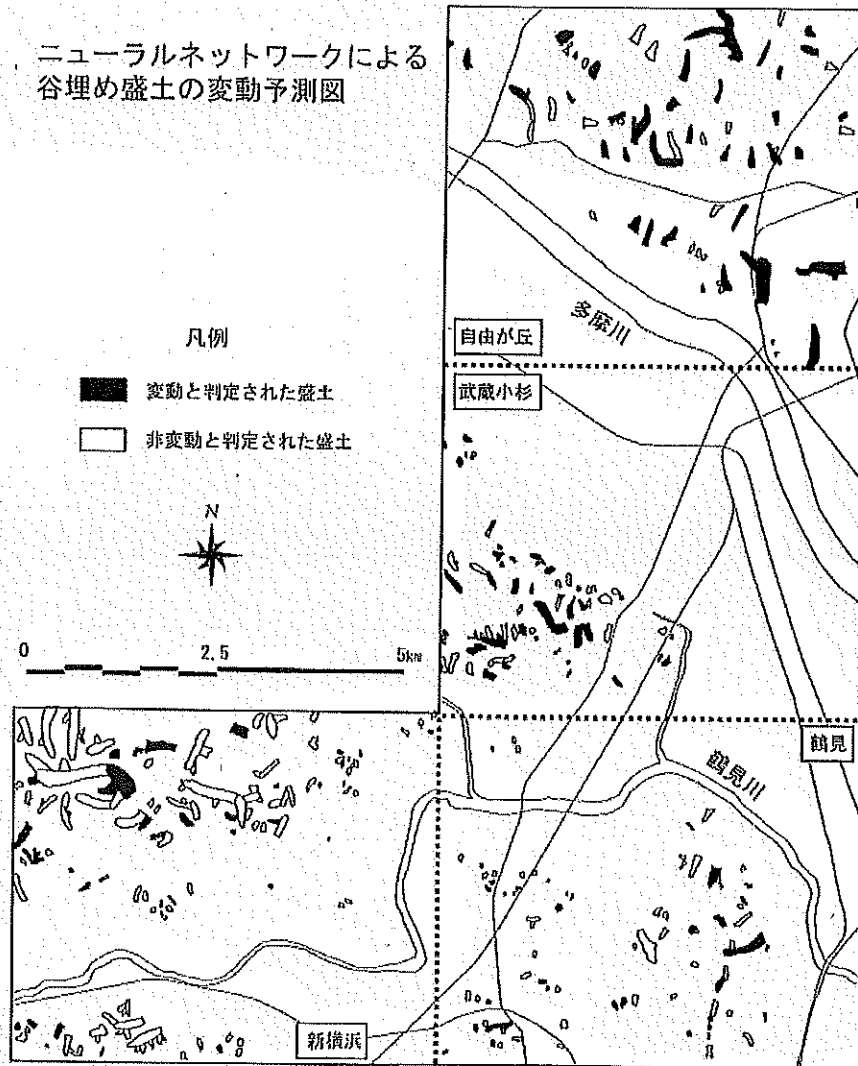 ニューラルネットワークによる
谷埋め盛土の変動予測図
凡例
変動と判定された盛土
非変動と判定された盛土
N
0 2.5 5km
多摩川
自由が丘
武蔵小杉
鶴見
鶴見川
新横浜